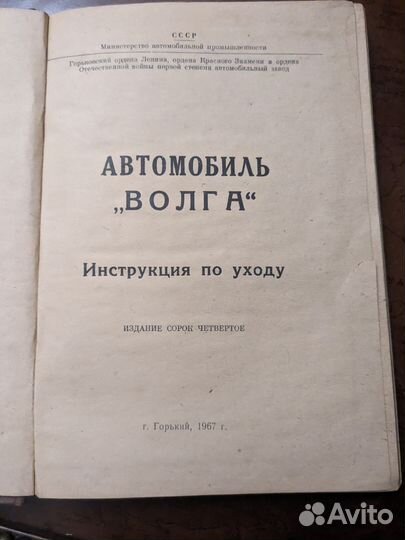 СССР
Министерство автомобильной промышленности
Горьковский ордена Ленина, ордена Красного Знамени и ордена
Отечественной войны первой степени автомобильный завод
АВТОМОБИЛЬ
„ВОЛГА“
Инструкция по уходу
ИЗДАНИЕ СОРОК ЧЕТВЕРТОЕ
г. Горький, 1967 г.
Avito